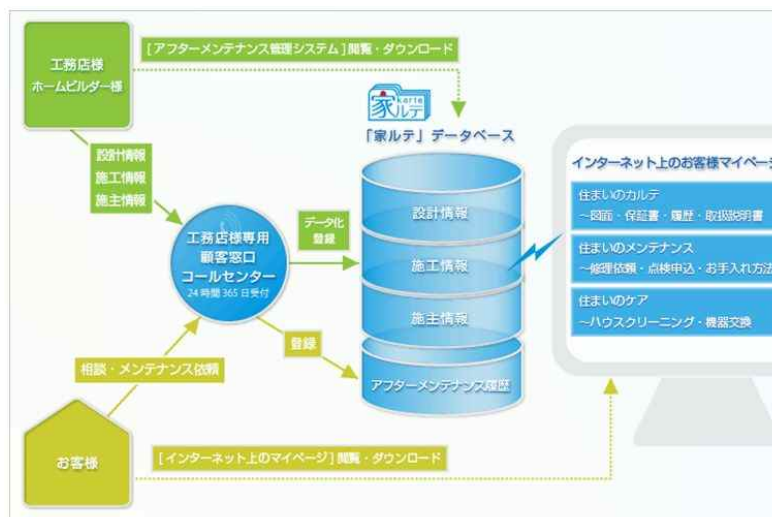 工務店様
ホームビルダー様
[アフターメンテナンス管理システム]閲覧・ダウンロード
設計情報
施工情報
施主情報
家ルテ
karte
「家ルテ」データベース
工務店様専用
顧客窓口
コールセンター
24時間365日受付
データ化
登録
登録
設計情報
施工情報
施主情報
アフターメンテナンス履歴
インターネット上のお客様マイページ
住まいのカルテ
～図面・保証書・履歴・取扱説明書
住まいのメンテナンス
～修理依頼・点検申込・お手入れ方法
住まいのケア
～ハウスクリーニング・機器交換
相談・メンテナンス依頼
お客様
[インターネット上のマイページ]閲覧・ダウンロード